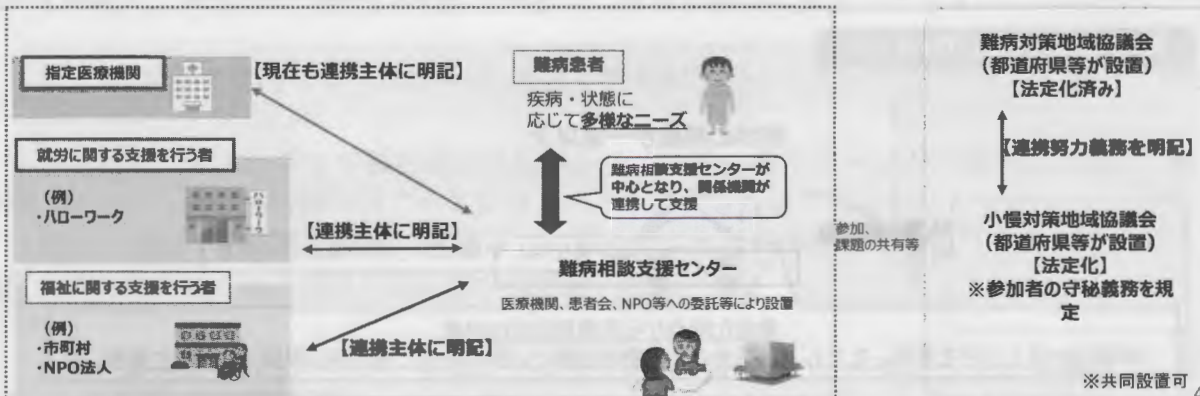 指定医療機関
【現在も連携主体に明記】
難病患者
疾病・状態に
応じて多様なニーズ
就労に関する支援を行う者
(例)
・ハローワーク
ハローワーク
【連携主体に明記】
難病相談支援センターが
中心となり、関係機関が
連携して支援
難病相談支援センター
医療機関、患者会、NPO等への委託等により設置
福祉に関する支援を行う者
(例)
・市町村
・NPO法人
【連携主体に明記】
参加、
課題の共有等
難病対策地域協議会
(都道府県等が設置)
【法定化済み】
【連携努力義務を明記】
小慢対策地域協議会
(都道府県等が設置)
【法定化】
※参加者の守秘義務を規
定
※共同設置可